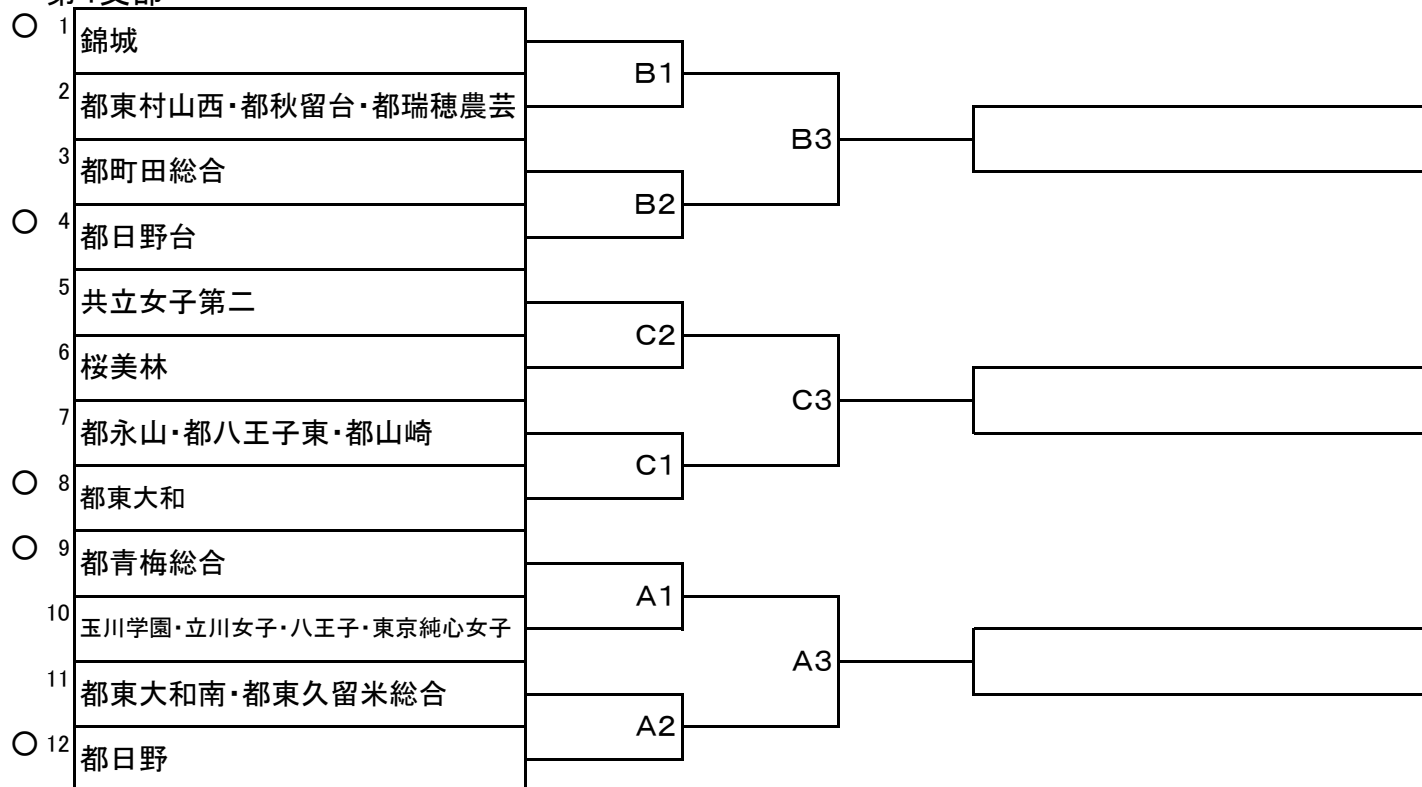 ○ 1 錦城
2 都東村山西・都秋留台・都瑞穂農芸
B1
3 都町田総合
B3
○ 4 都日野台
B2
5 共立女子第二
6 桜美林
C2
7 都永山・都八王子東・都山崎
C3
○ 8 都東大和
C1
○ 9 都青梅総合
10 玉川学園・立川女子・八王子・東京純心女子
A1
11 都東大和南・都東久留米総合
A3
○ 12 都日野
A2